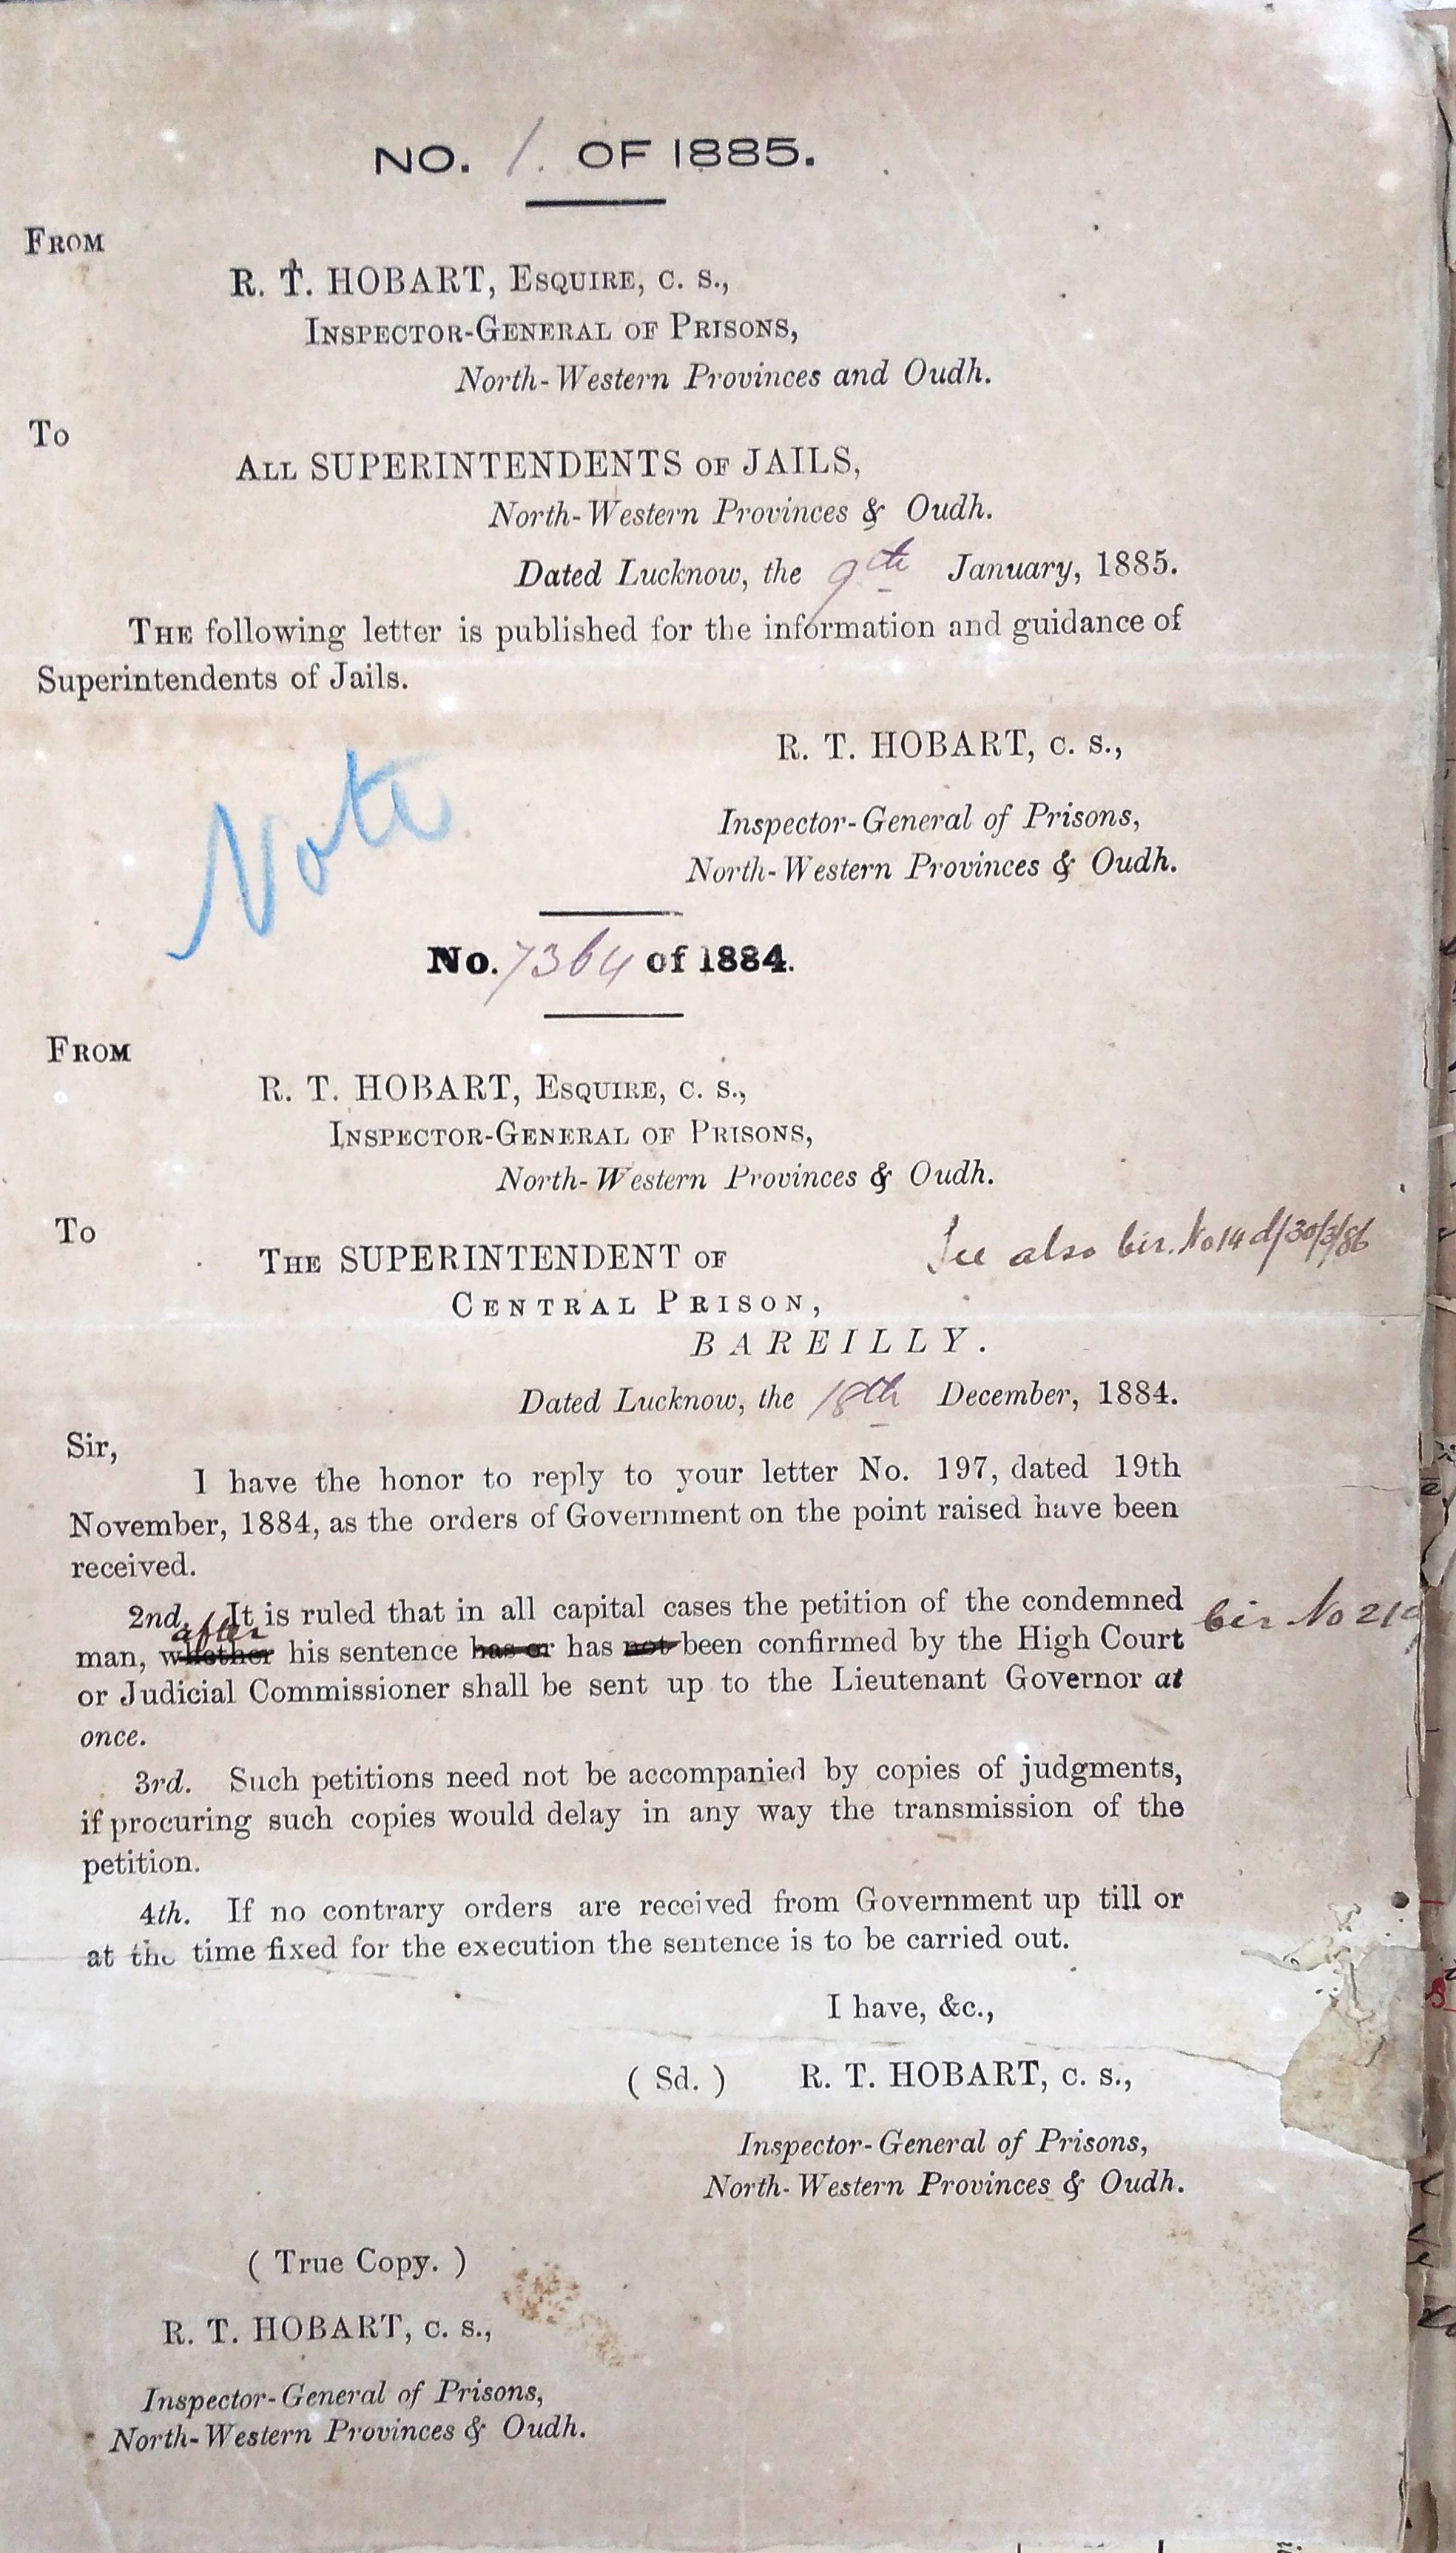 NO. 1. OF 1885.
FROM
R. T. HOBART, ESQUIRE, C. S.,
INSPECTOR-GENERAL OF PRISONS,
North-Western Provinces and Oudh.
To
ALL SUPERINTENDENTS OF JAILS,
North-Western Provinces & Oudh.
Dated Lucknow, the 9th January, 1885.
THE following letter is published for the information and guidance of
Superintendents of Jails.
R. T. HOBART, C. S.,
Inspector-General of Prisons,
North-Western Provinces & Oudh.
Note
No. 7364 of 1884.
FROM
R. T. HOBART, ESQUIRE, C. S.,
INSPECTOR-GENERAL OF PRISONS,
North-Western Provinces & Oudh.
To
THE SUPERINTENDENT OF
See also Cir. No 14 d/30/3/86
CENTRAL PRISON,
BAREILLY.
Dated Lucknow, the 18th December, 1884.
Sir,
I have the honor to reply to your letter No. 197, dated 19th
November, 1884, as the orders of Government on the point raised have been
received.
2nd. It is ruled that in all capital cases the petition of the condemned
Cir No 21
after
man, whether his sentence has or has not been confirmed by the High Court
or Judicial Commissioner shall be sent up to the Lieutenant Governor at
once.
3rd. Such petitions need not be accompanied by copies of judgments,
if procuring such copies would delay in any way the transmission of the
petition.
4th. If no contrary orders are received from Government up till or
at the time fixed for the execution the sentence is to be carried out.
I have, &c.,
( Sd. ) R. T. HOBART, C. S.,
Inspector-General of Prisons,
North-Western Provinces & Oudh.
( True Copy. )
R. T. HOBART, C. S.,
Inspector-General of Prisons,
North-Western Provinces & Oudh.